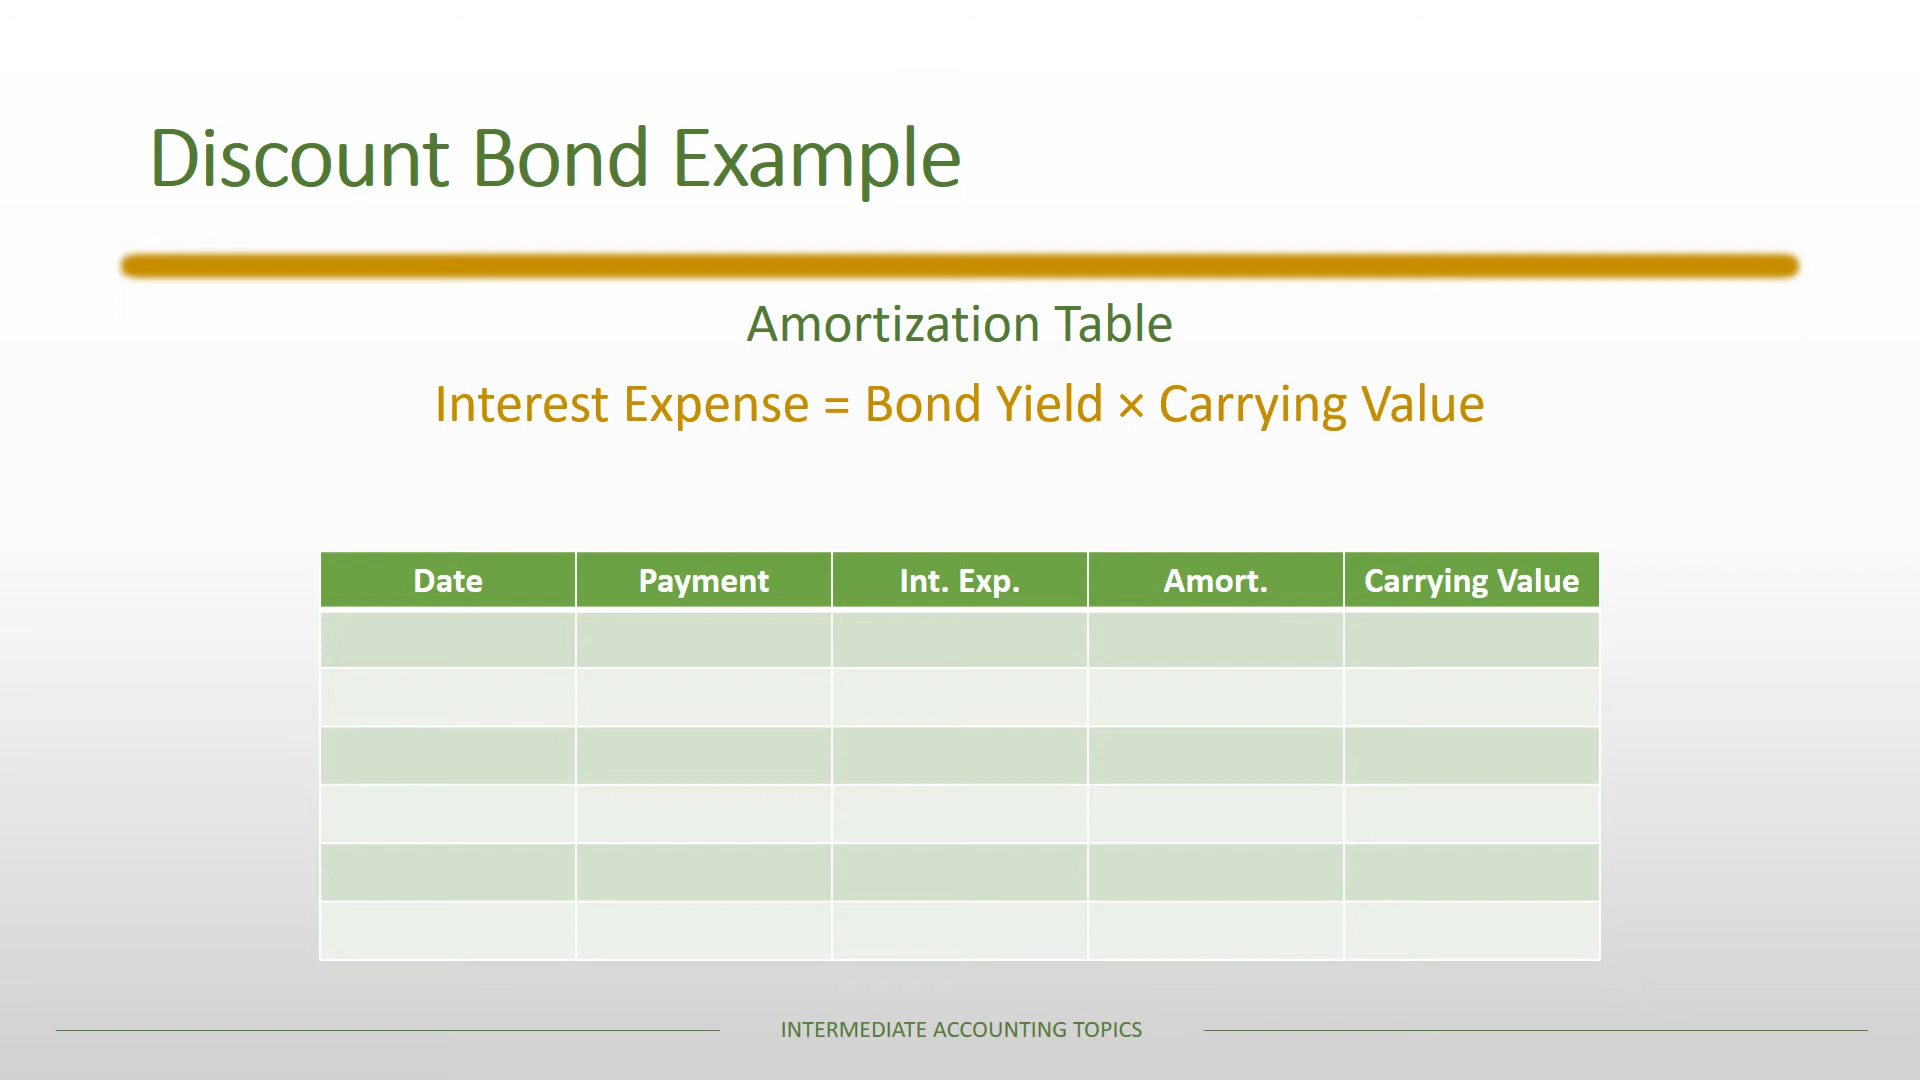 Discount Bond Example
Amortization Table
Interest Expense = Bond Yield × Carrying Value
Date Payment Int. Exp. Amort. Carrying Value
INTERMEDIATE ACCOUNTING TOPICS